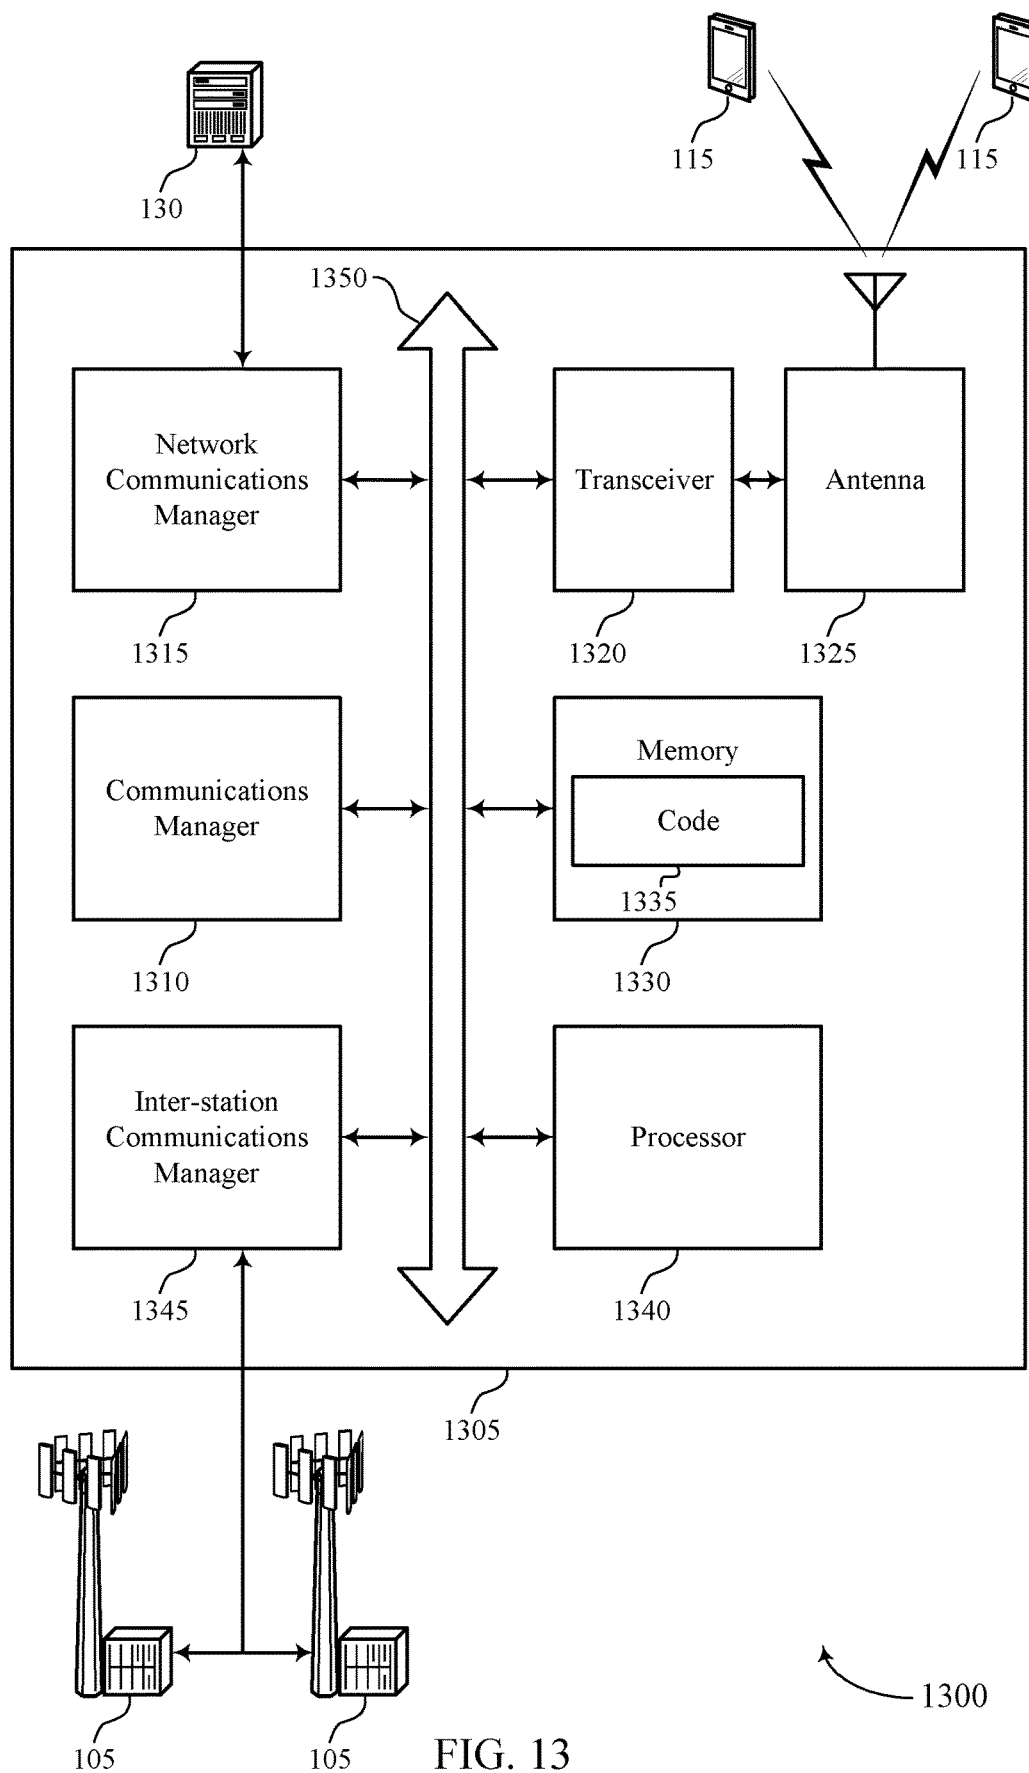 115
115
130
1350
Network
Communications
Manager
Transceiver
Antenna
1315
1320
1325
Communications
Manager
Memory
Code
1335
1310
1330
Inter-station
Communications
Manager
Processor
1345
1340
1305
1300
105
105
FIG. 13